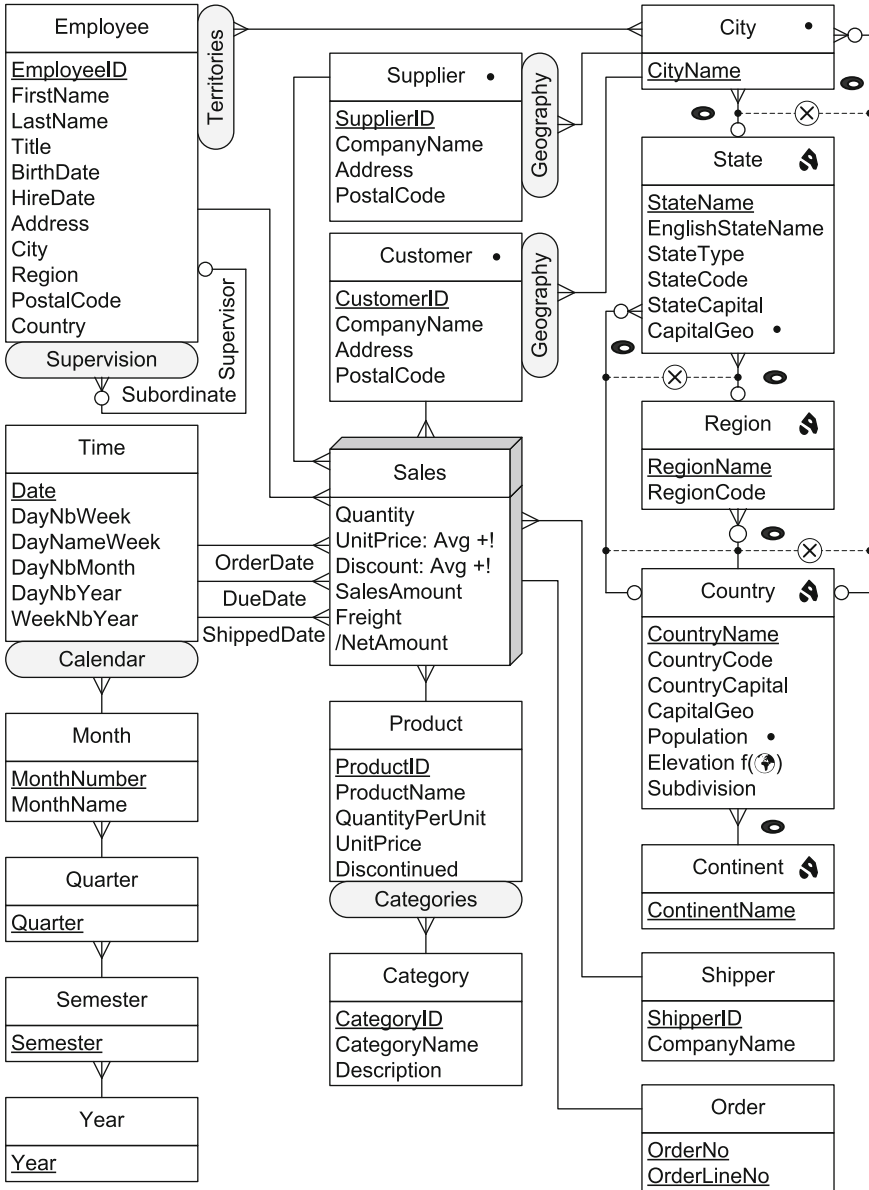 Employee
EmployeeID
FirstName
LastName
Title
BirthDate
HireDate
Address
City
Region
PostalCode
Country
Supervision
Territories
Supervisor
Subordinate
Time
Date
DayNbWeek
DayNameWeek
DayNbMonth
DayNbYear
WeekNbYear
Calendar
Month
MonthNumber
MonthName
Quarter
Quarter
Semester
Semester
Year
Year
Supplier
SupplierID
CompanyName
Address
PostalCode
Geography
Customer
CustomerID
CompanyName
Address
PostalCode
Geography
Sales
Quantity
UnitPrice: Avg +!
Discount: Avg +!
SalesAmount
Freight
/NetAmount
OrderDate
DueDate
ShippedDate
Product
ProductID
ProductName
QuantityPerUnit
UnitPrice
Discontinued
Categories
Category
CategoryID
CategoryName
Description
City
CityName
State
StateName
EnglishStateName
StateType
StateCode
StateCapital
CapitalGeo
Region
RegionName
RegionCode
Country
CountryName
CountryCode
CountryCapital
CapitalGeo
Population
Elevation f()
Subdivision
Continent
ContinentName
Shipper
ShipperID
CompanyName
Order
OrderNo
OrderLineNo